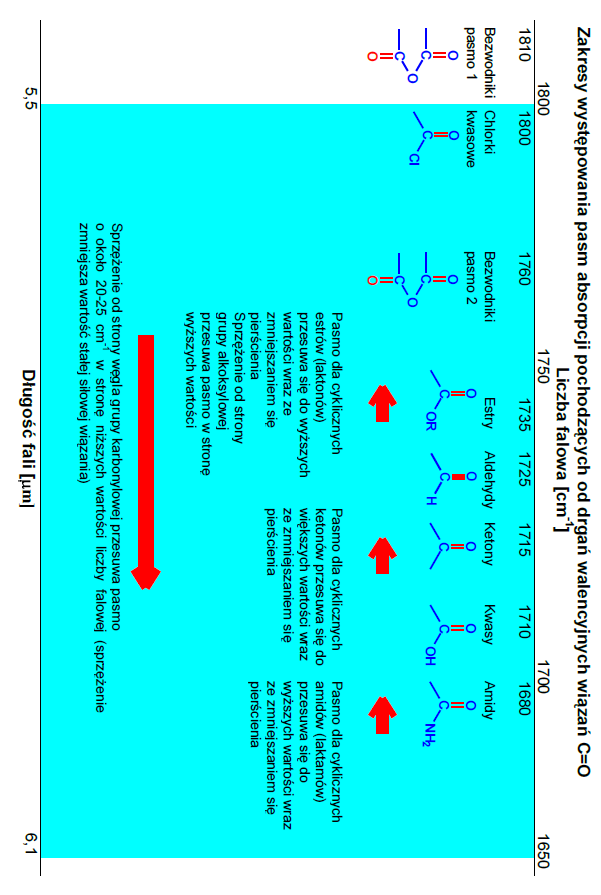 Zakresy występowania pasm absorpcji pochodzących od drgań walencyjnych wiązań C=O
Liczba falowa [cm⁻¹]
1800 1750 1700 1650
1810 1800 1760 1735 1725 1715 1710 1680
Bezwodniki
pasmo 1
Chlorki
kwasowe
Bezwodniki
pasmo 2
Estry
Aldehydy
Ketony
Kwasy
Amidy
C O O C O
C O Cl
C O O C O
C O OR
C O H
C O
C O OH
C O NH₂
Pasmo dla cyklicznych
estrów (laktonów)
przesuwa się do wyższych
wartości wraz ze
zmniejszaniem się
pierścienia
Sprzężenie od strony
grupy alkoksylowej
przesuwa pasmo w stronę
wyższych wartości
Pasmo dla cyklicznych
ketonów przesuwa się do
większych wartości wraz
ze zmniejszaniem się
pierścienia
Pasmo dla cyklicznych
amidów (laktamów)
przesuwa się do
wyższych wartości wraz
ze zmniejszaniem się
pierścienia
Sprzężenie od strony węgla grupy karbonylowej przesuwa pasmo
o około 20-25 cm⁻¹ w stronę niższych wartości liczby falowej (sprzężenie
zmniejsza wartość stałej siłowej wiązania)
5,5 6,1
Długość fali [µm]